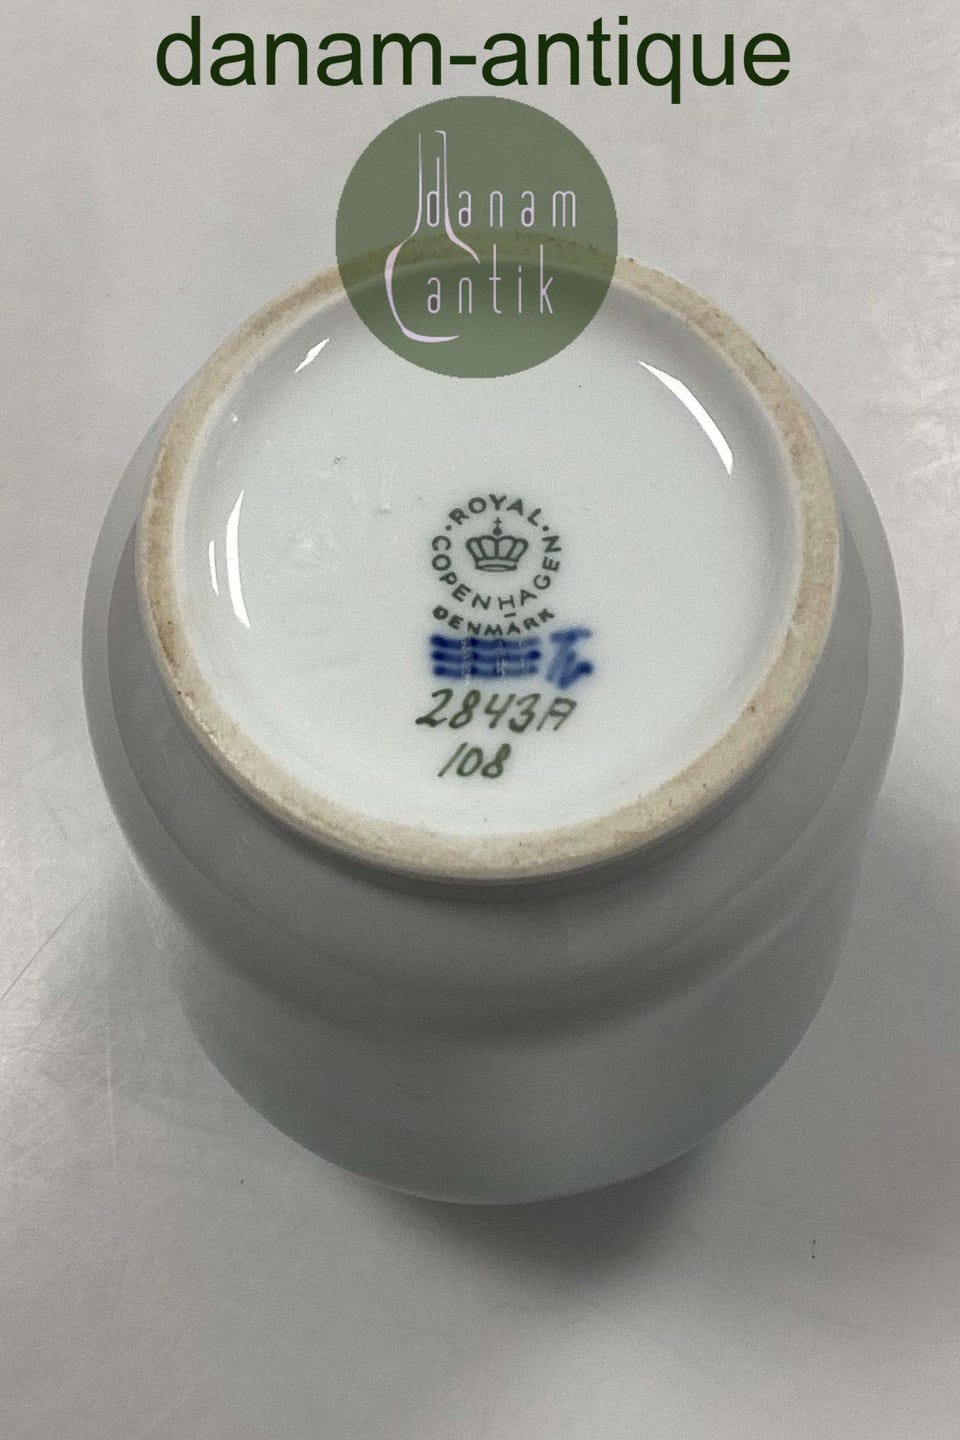 danam-antique
danam
antik
ROYAL COPENHAGEN
DENMARK
2843A
108